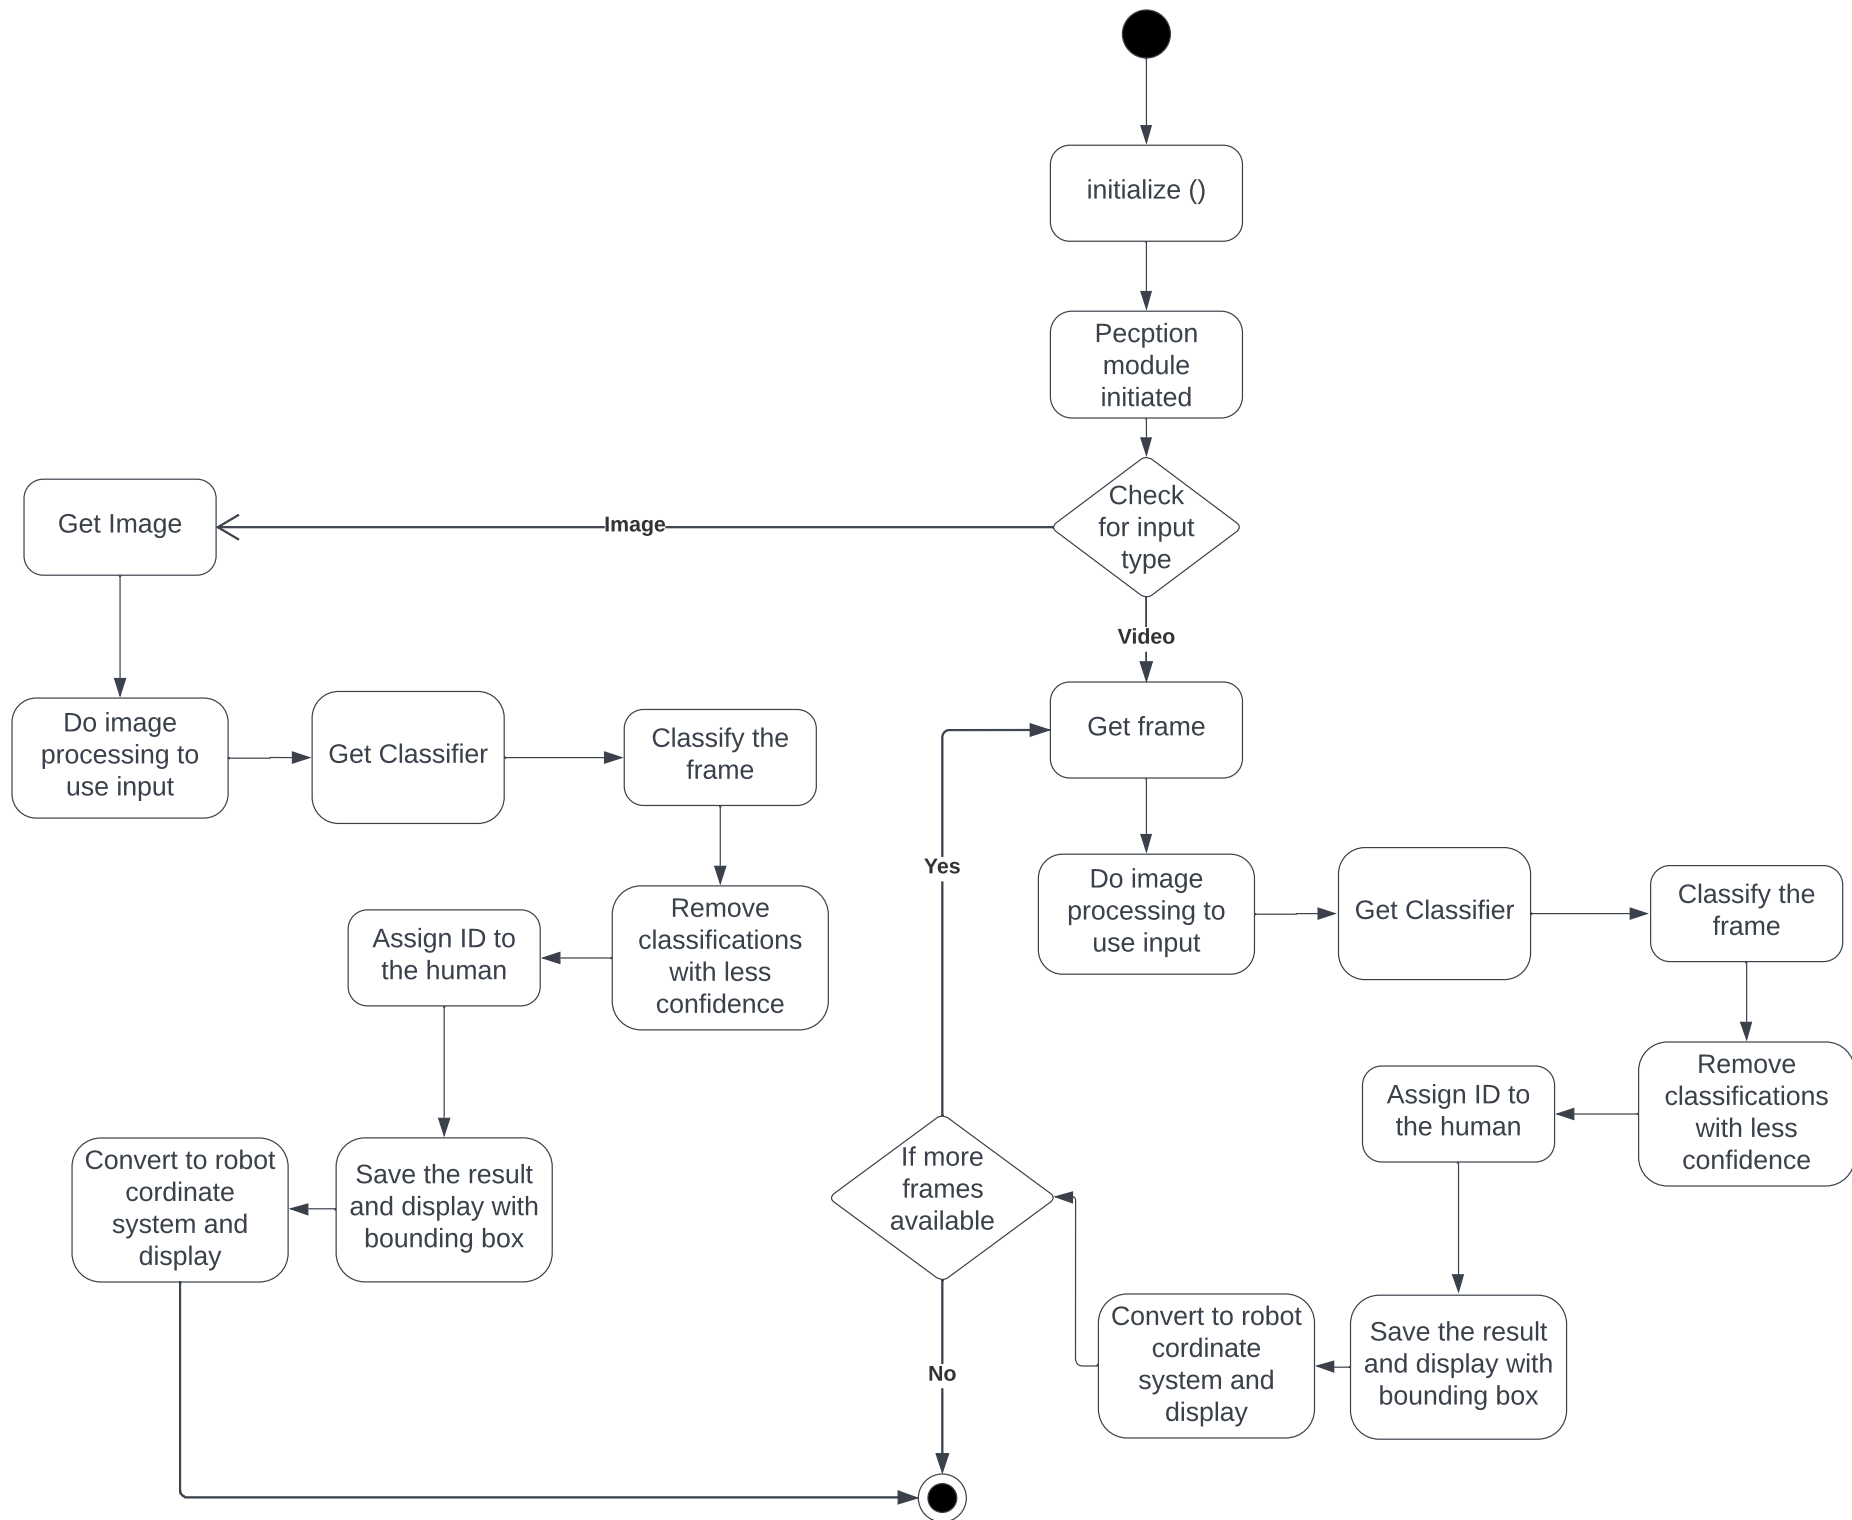 initialize ()
Pecption
module
initiated
Check
for input
type
Image
Get Image
Video
Do image
processing to
use input
Get Classifier
Classify the
frame
Remove
classifications
with less
confidence
Assign ID to
the human
Save the result
and display with
bounding box
Convert to robot
cordinate
system and
display
Get frame
Do image
processing to
use input
Get Classifier
Classify the
frame
Remove
classifications
with less
confidence
Assign ID to
the human
Save the result
and display with
bounding box
Convert to robot
cordinate
system and
display
If more
frames
available
Yes
No